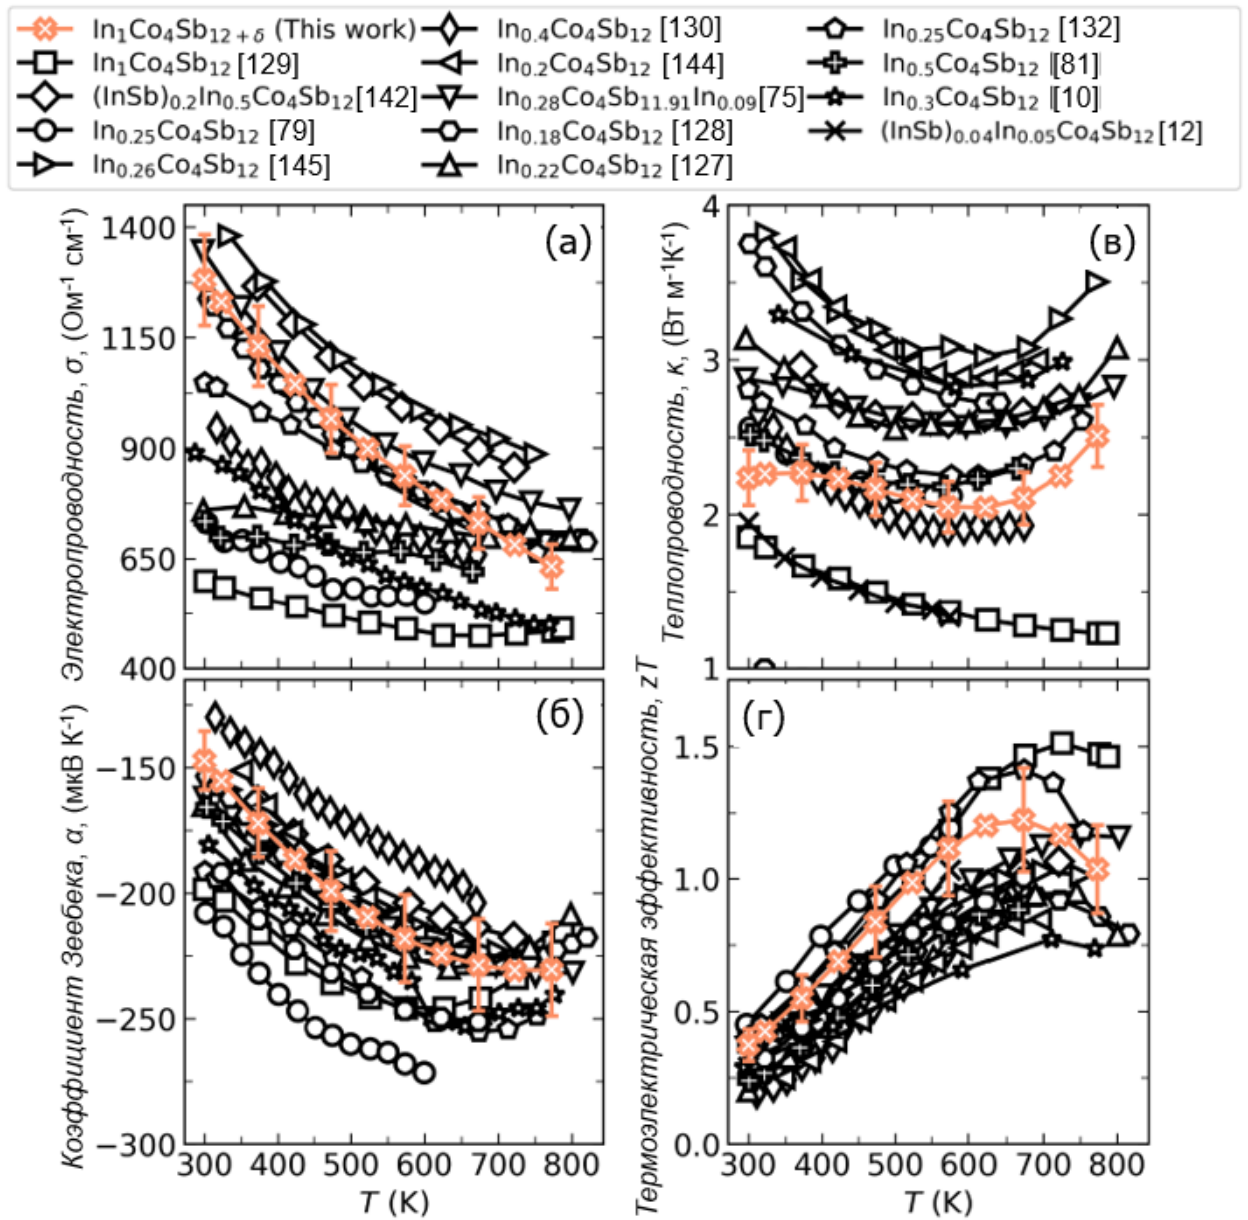 In₁Co₄Sb₁₂₊δ (This work) In₀.₄Co₄Sb₁₂ [130] In₀.₂₅Co₄Sb₁₂ [132]
In₁Co₄Sb₁₂ [129] In₀.₂Co₄Sb₁₂ [144] In₀.₅Co₄Sb₁₂ [81]
(InSb)₀.₂In₀.₅Co₄Sb₁₂[142] In₀.₂₈Co₄Sb₁₁.₉₁In₀.₀₉[75] In₀.₃Co₄Sb₁₂ [10]
In₀.₂₅Co₄Sb₁₂ [79] In₀.₁₈Co₄Sb₁₂ [128] (InSb)₀.₀₄In₀.₀₅Co₄Sb₁₂[12]
In₀.₂₆Co₄Sb₁₂ [145] In₀.₂₂Co₄Sb₁₂ [127]
Электропроводность, σ, (Ом⁻¹ см⁻¹)
1400
1150
900
650
400
(а)
Теплопроводность, κ, (Вт м⁻¹К⁻¹)
4
3
2
1
(в)
Коэффициент Зеебека, α, (мкВ К⁻¹)
−150
−200
−250
−300
(б)
300 400 500 600 700 800
T (K)
Термоэлектрическая эффективность, zT
1.5
1.0
0.5
0.0
(г)
300 400 500 600 700 800
T (K)